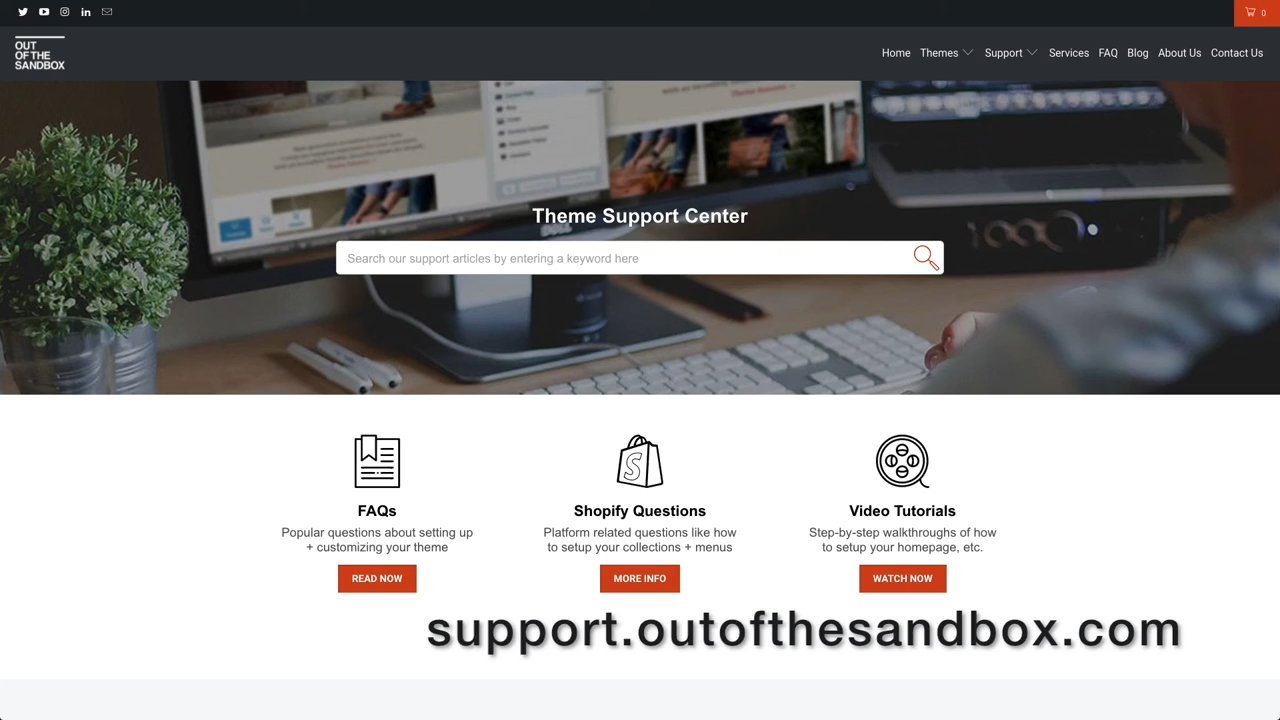 0
OUT
OF THE
SANDBOX
Home Themes Support Services FAQ Blog About Us Contact Us
Theme Support Center
Search our support articles by entering a keyword here
FAQs
Popular questions about setting up
+ customizing your theme
READ NOW
Shopify Questions
Platform related questions like how
to setup your collections + menus
MORE INFO
Video Tutorials
Step-by-step walkthroughs of how
to setup your homepage, etc.
WATCH NOW
support.outofthesandbox.com